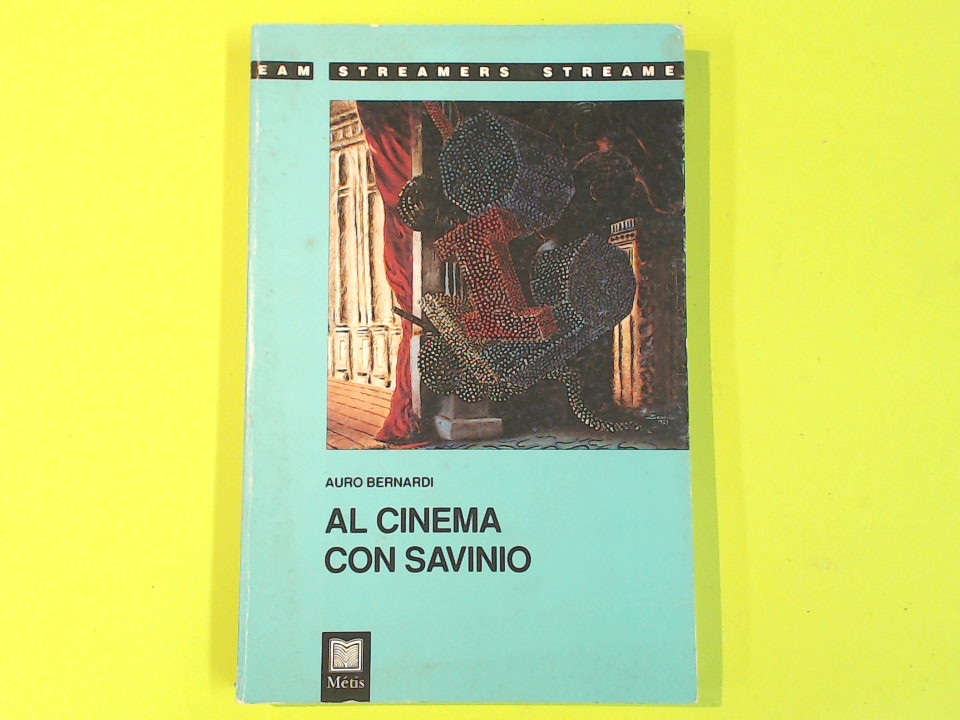 EAM STREAMERS STREAME
AURO BERNARDI
AL CINEMA
CON SAVINIO
Métis